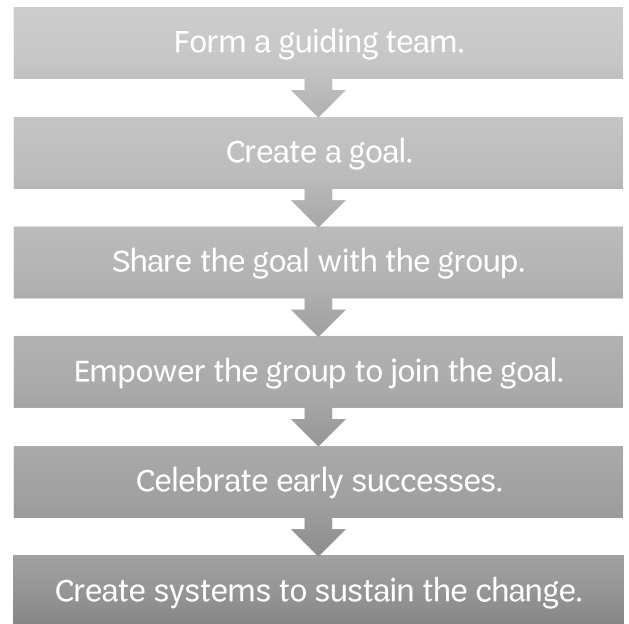 Form a guiding team.
Create a goal.
Share the goal with the group.
Empower the group to join the goal.
Celebrate early successes.
Create systems to sustain the change.